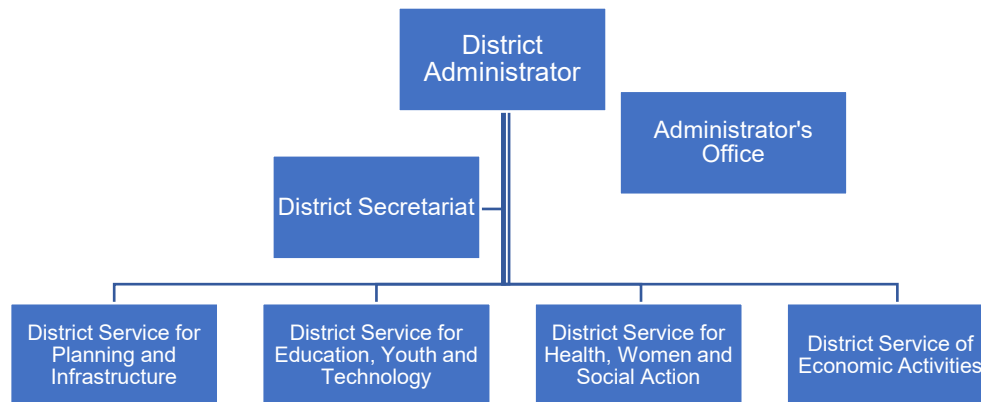 District
Administrator
Administrator's
Office
District Secretariat
District Service for
Planning and
Infrastructure
District Service for
Education, Youth and
Technology
District Service for
Health, Women and
Social Action
District Service of
Economic Activities